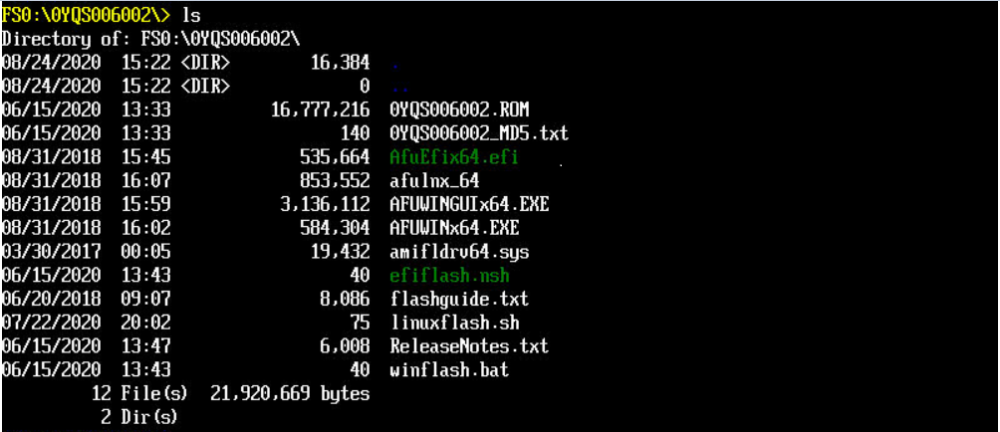 FS0:\0YQS006002\> ls
Directory of: FS0:\0YQS006002\
08/24/2020  15:22 <DIR>         16,384  .
08/24/2020  15:22 <DIR>              0  ..
06/15/2020  13:33           16,777,216  0YQS006002.ROM
06/15/2020  13:33                  140  0YQS006002_MD5.txt
08/31/2018  15:45              535,664  AfuEfix64.efi
08/31/2018  16:07              853,552  afulnx_64
08/31/2018  15:59            3,136,112  AFUWINGUIx64.EXE
08/31/2018  16:02              584,304  AFUWINx64.EXE
03/30/2017  00:05               19,432  amifldrv64.sys
06/15/2020  13:43                   40  efiflash.nsh
06/20/2018  09:07                8,086  flashguide.txt
07/22/2020  20:02                   75  linuxflash.sh
06/15/2020  13:47                6,008  ReleaseNotes.txt
06/15/2020  13:43                   40  winflash.bat
12 File(s)  21,920,669 bytes
2 Dir(s)